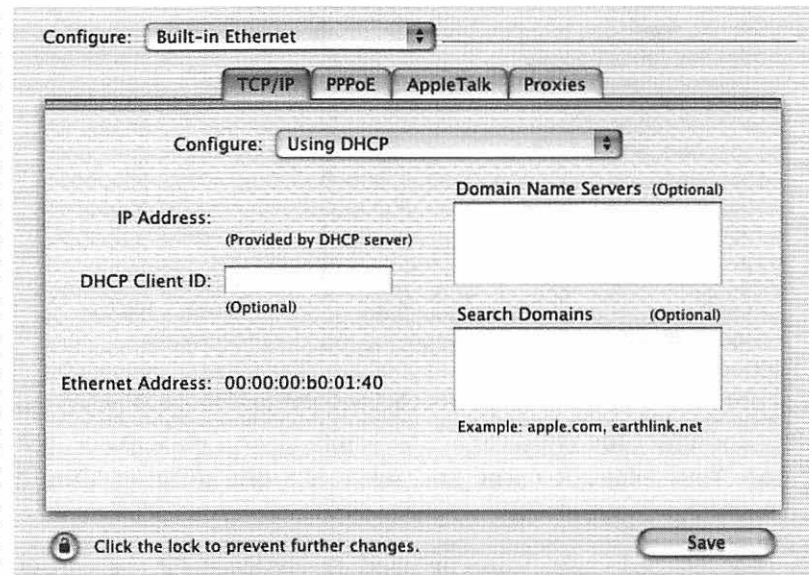 Configure: Built-in Ethernet
TCP/IP PPPoE AppleTalk Proxies
Configure: Using DHCP
Domain Name Servers (Optional)
IP Address:
(Provided by DHCP server)
DHCP Client ID:
(Optional)
Search Domains (Optional)
Ethernet Address: 00:00:00:b0:01:40
Example: apple.com, earthlink.net
Click the lock to prevent further changes.
Save